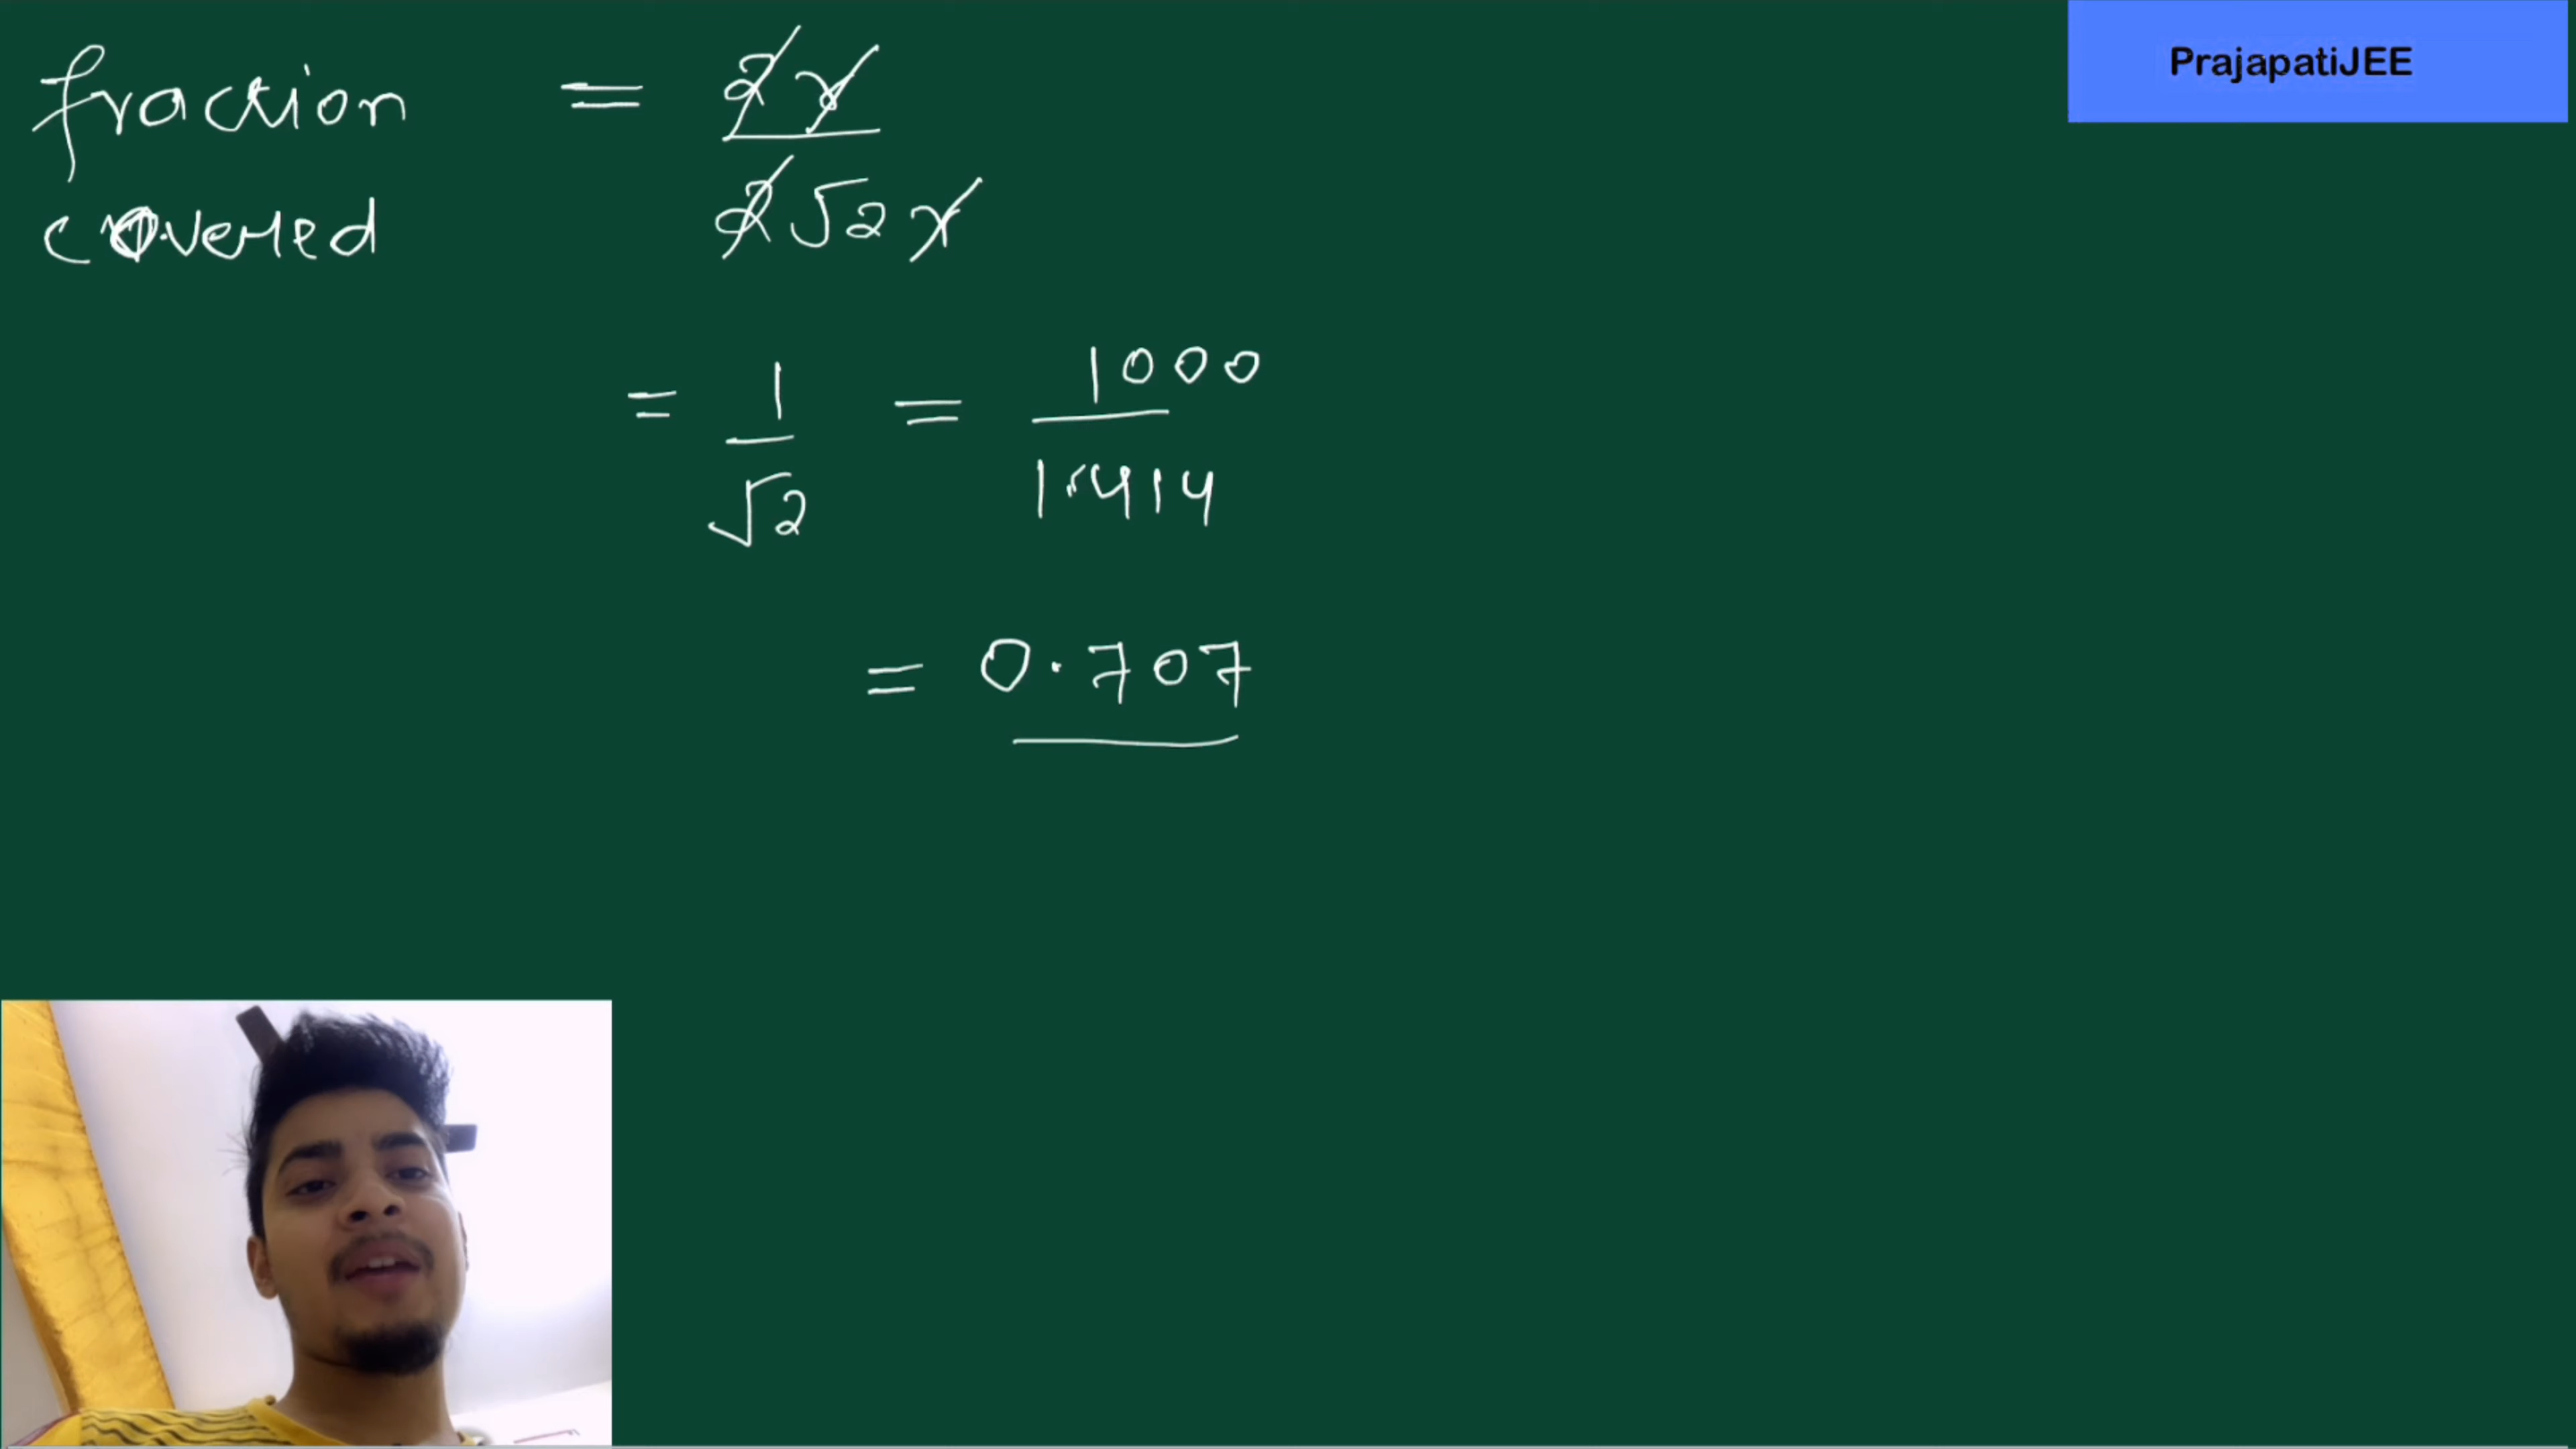 PrajapatiJEE
fraction covered = 2x / 2√2x
= 1/√2 = 1000/1.414
= 0.707